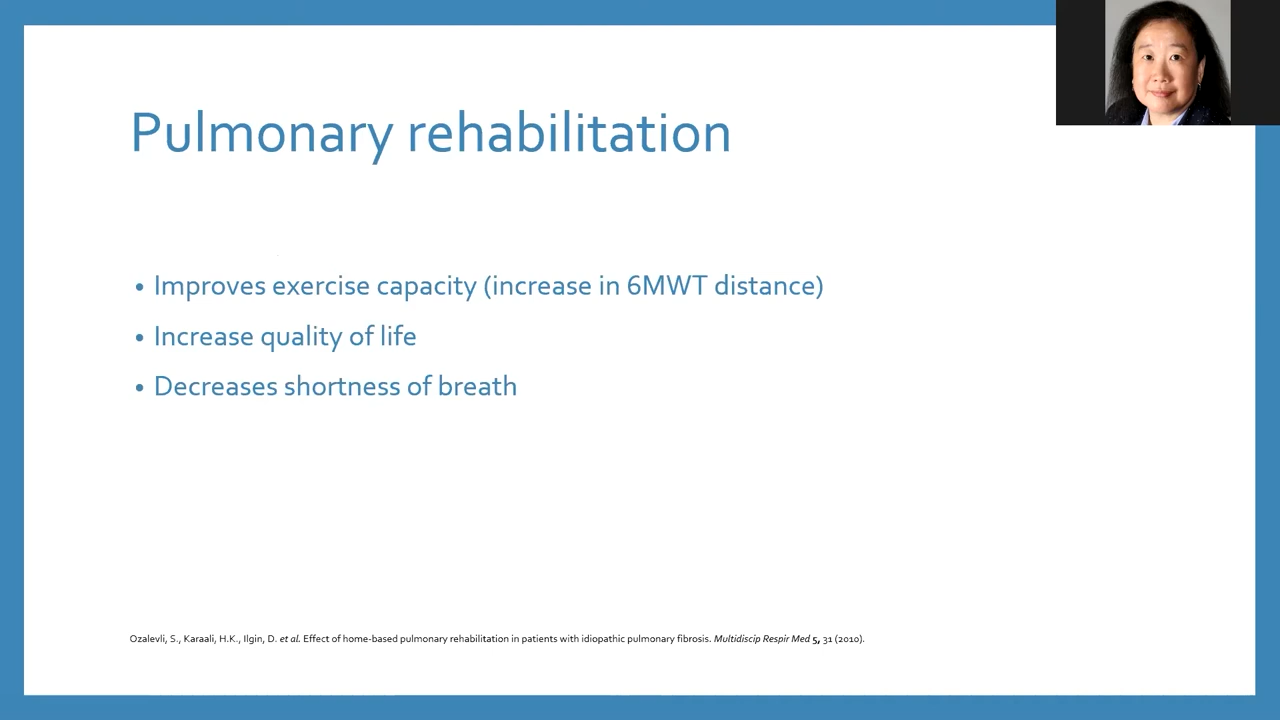 Pulmonary rehabilitation
• Improves exercise capacity (increase in 6MWT distance)
• Increase quality of life
• Decreases shortness of breath
Ozalevli, S., Karaali, H.K., Ilgin, D. et al. Effect of home-based pulmonary rehabilitation in patients with idiopathic pulmonary fibrosis. Multidiscip Respir Med 5, 31 (2010).